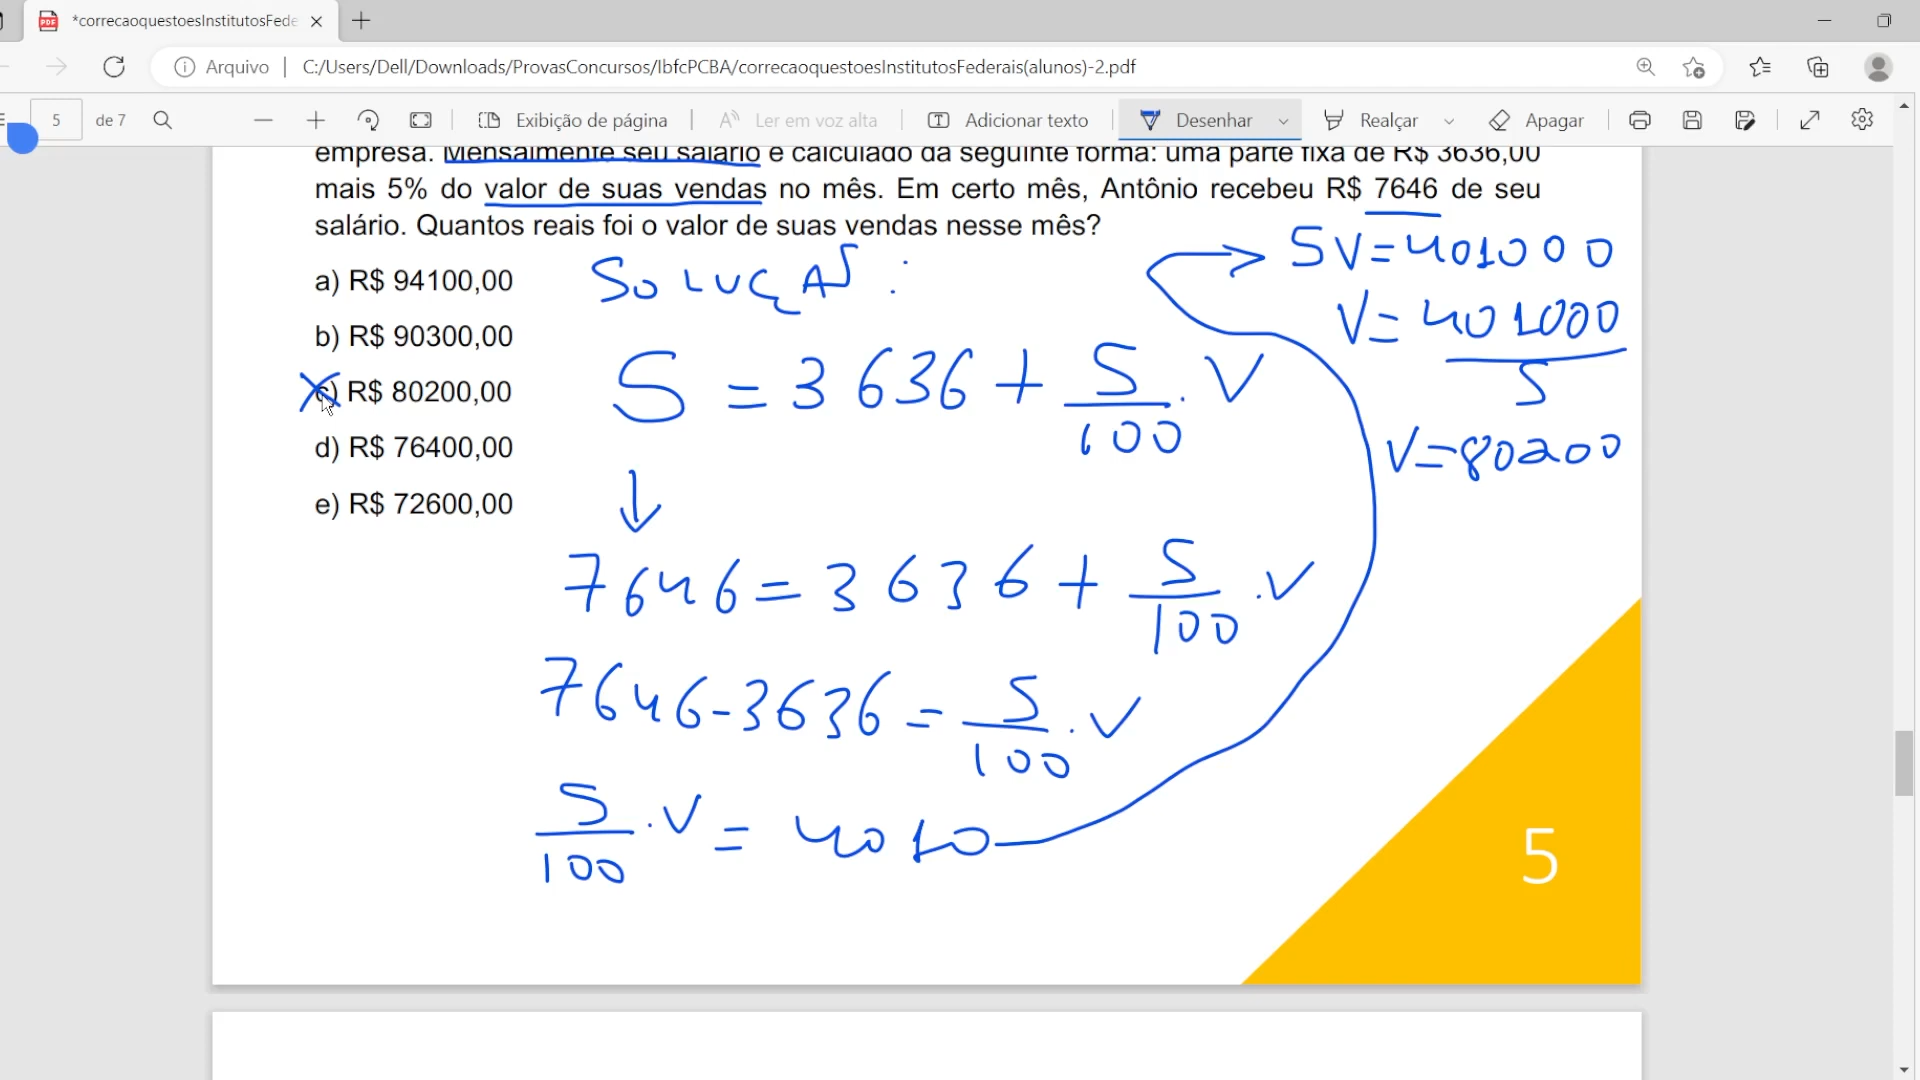 *correcaoquestoesInstitutosFede
Arquivo | C:/Users/Dell/Downloads/ProvasConcursos/IbfcPCBA/correcaoquestoesInstitutosFederais(alunos)-2.pdf
5 de 7 Exibição de página Ler em voz alta Adicionar texto Desenhar Realçar Apagar
empresa. Mensalmente seu salário é calculado da seguinte forma: uma parte fixa de R$ 3636,00
mais 5% do valor de suas vendas no mês. Em certo mês, Antônio recebeu R$ 7646 de seu
salário. Quantos reais foi o valor de suas vendas nesse mês?
a) R$ 94100,00
b) R$ 90300,00
c) R$ 80200,00
d) R$ 76400,00
e) R$ 72600,00
SOLUÇÃO:
S = 3636 + 5/100 . V
7646 = 3636 + 5/100 . V
7646 - 3636 = 5/100 . V
5/100 . V = 4010
5V = 401000
V = 401000/5
V = 80200
5